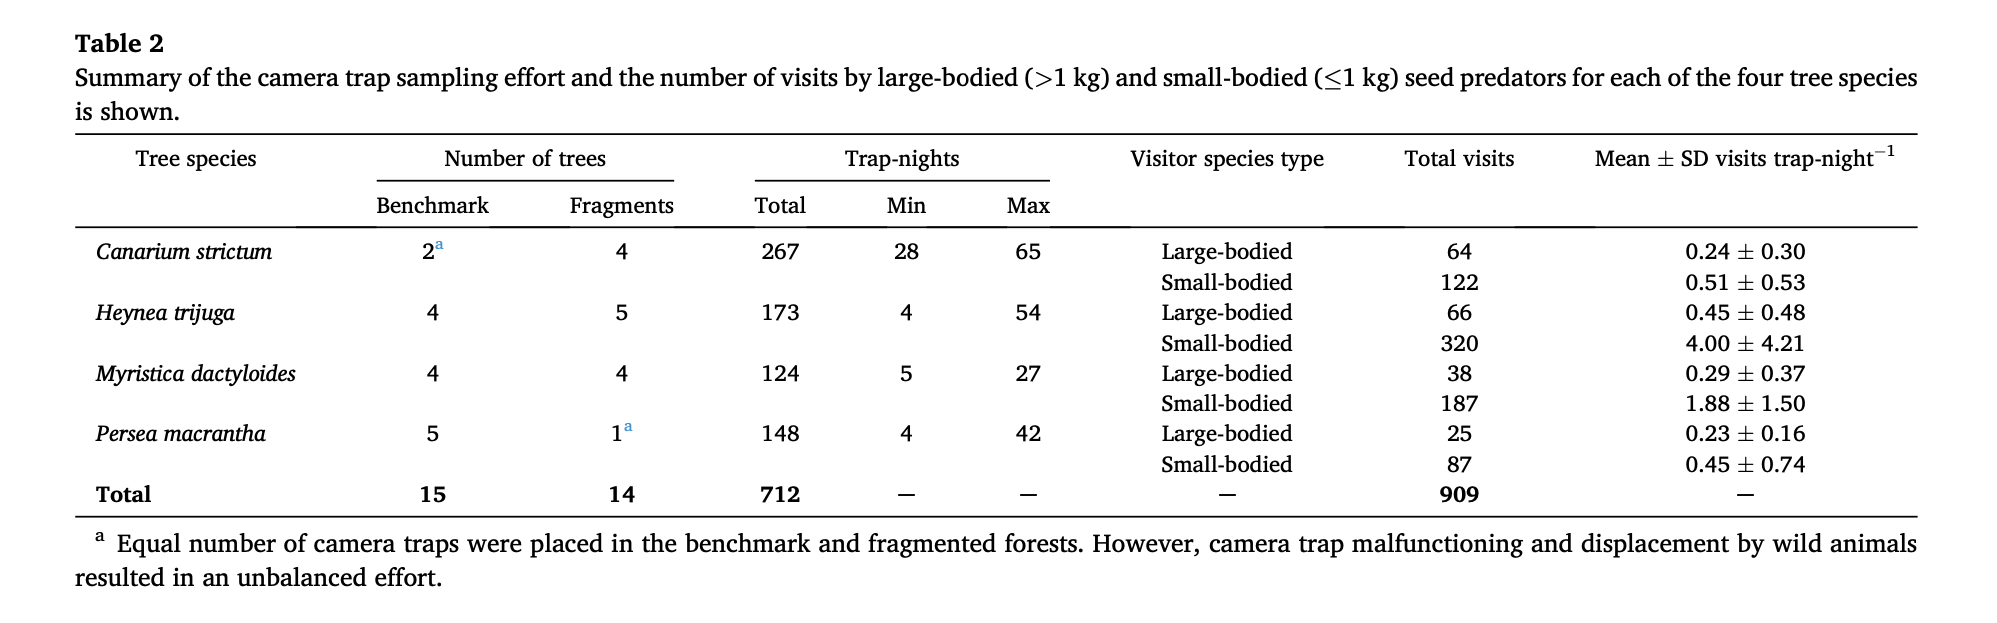 Table 2
Summary of the camera trap sampling effort and the number of visits by large-bodied (>1 kg) and small-bodied (≤1 kg) seed predators for each of the four tree species
is shown.
Tree species Number of trees Trap-nights Visitor species type Total visits Mean ± SD visits trap-night⁻¹
Benchmark Fragments Total Min Max
Canarium strictum 2ᵃ 4 267 28 65 Large-bodied 64 0.24 ± 0.30
Small-bodied 122 0.51 ± 0.53
Heynea trijuga 4 5 173 4 54 Large-bodied 66 0.45 ± 0.48
Small-bodied 320 4.00 ± 4.21
Myristica dactyloides 4 4 124 5 27 Large-bodied 38 0.29 ± 0.37
Small-bodied 187 1.88 ± 1.50
Persea macrantha 5 1ᵃ 148 4 42 Large-bodied 25 0.23 ± 0.16
Small-bodied 87 0.45 ± 0.74
Total 15 14 712 — — — 909 —
ᵃ Equal number of camera traps were placed in the benchmark and fragmented forests. However, camera trap malfunctioning and displacement by wild animals
resulted in an unbalanced effort.